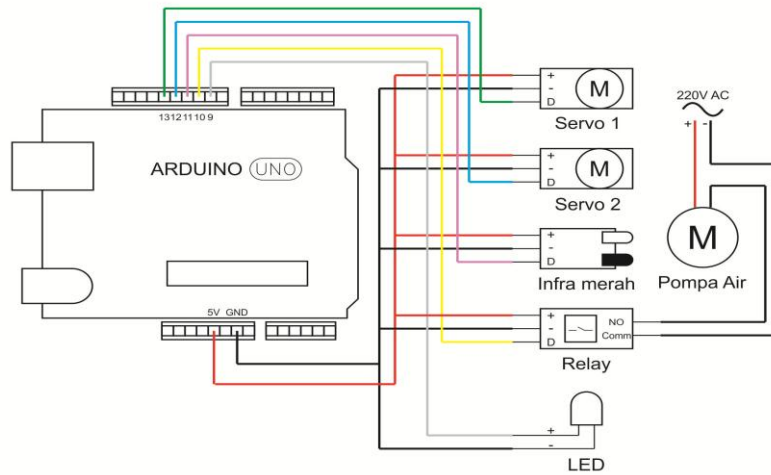 13 12 11 10 9
ARDUINO UNO
5V GND
+
-
D
M
Servo 1
+
-
D
M
Servo 2
+
-
D
Infra merah
+
-
D
NO
Comm
Relay
+
-
LED
220V AC
+ -
M
Pompa Air